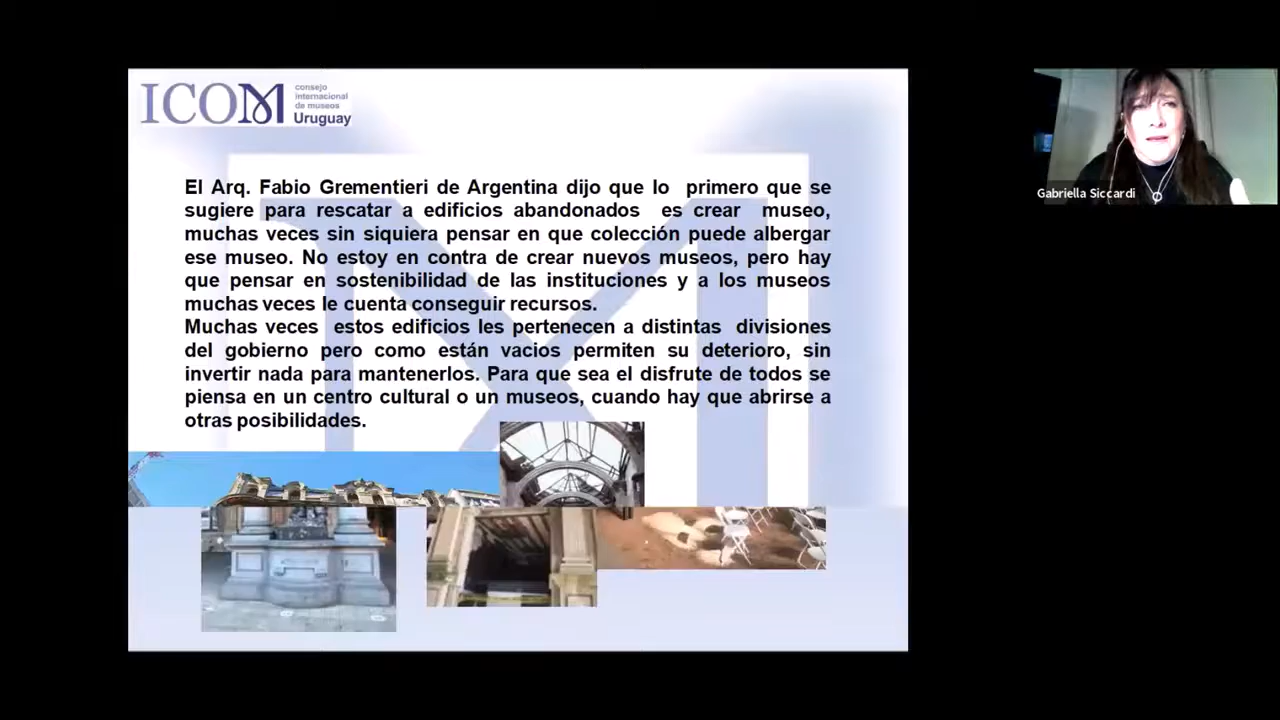 ICOM
consejo
internacional
de museos
Uruguay
El Arq. Fabio Grementieri de Argentina dijo que lo primero que se
sugiere para rescatar a edificios abandonados es crear museo,
muchas veces sin siquiera pensar en que colección puede albergar
ese museo. No estoy en contra de crear nuevos museos, pero hay
que pensar en sostenibilidad de las instituciones y a los museos
muchas veces le cuenta conseguir recursos.
Muchas veces estos edificios les pertenecen a distintas divisiones
del gobierno pero como están vacios permiten su deterioro, sin
invertir nada para mantenerlos. Para que sea el disfrute de todos se
piensa en un centro cultural o un museos, cuando hay que abrirse a
otras posibilidades.
Gabriella Siccardi